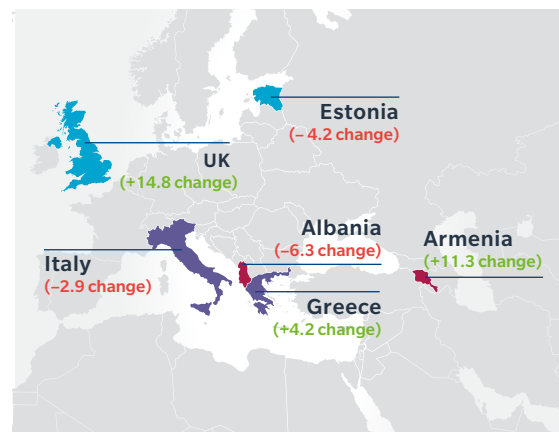 Estonia
(– 4.2 change)
UK
(+14.8 change)
Albania
(–6.3 change)
Armenia
(+11.3 change)
Italy
(–2.9 change)
Greece
(+4.2 change)